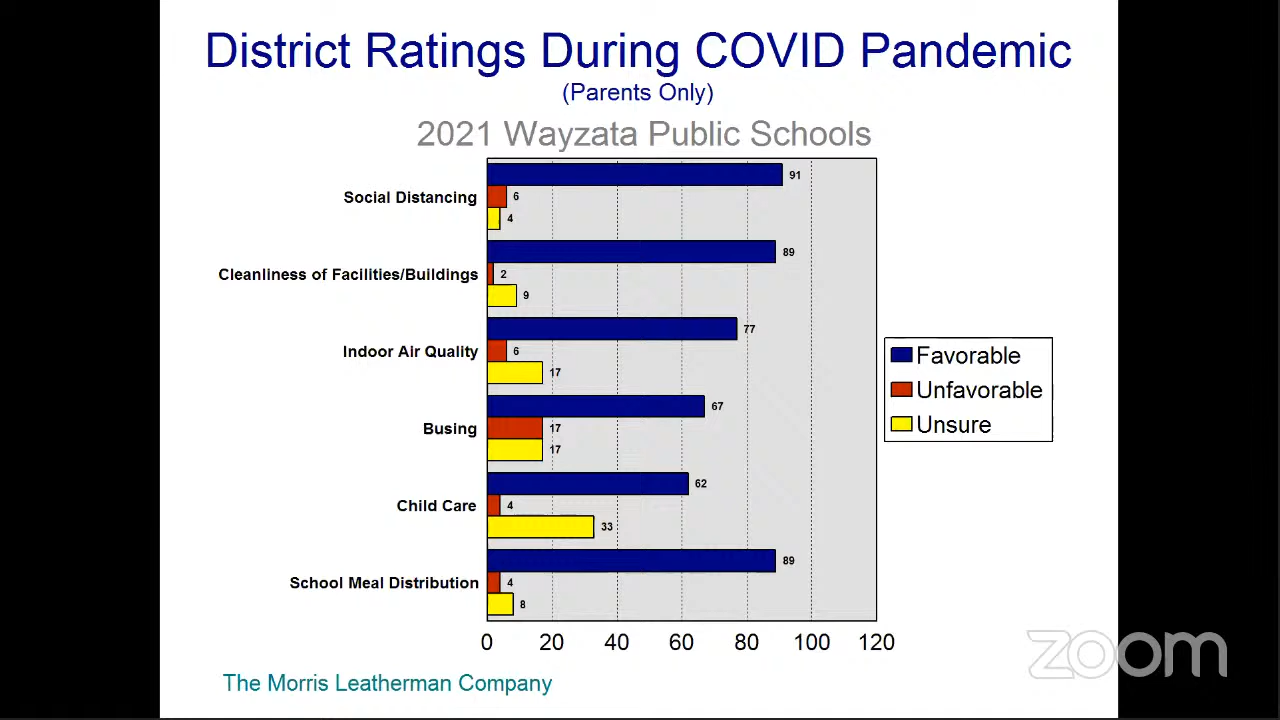 District Ratings During COVID Pandemic
(Parents Only)
2021 Wayzata Public Schools
Social Distancing
91
6
4
Cleanliness of Facilities/Buildings
89
2
9
Indoor Air Quality
77
6
17
Busing
67
17
17
Child Care
62
4
33
School Meal Distribution
89
4
8
0 20 40 60 80 100 120
Favorable
Unfavorable
Unsure
The Morris Leatherman Company
zoom